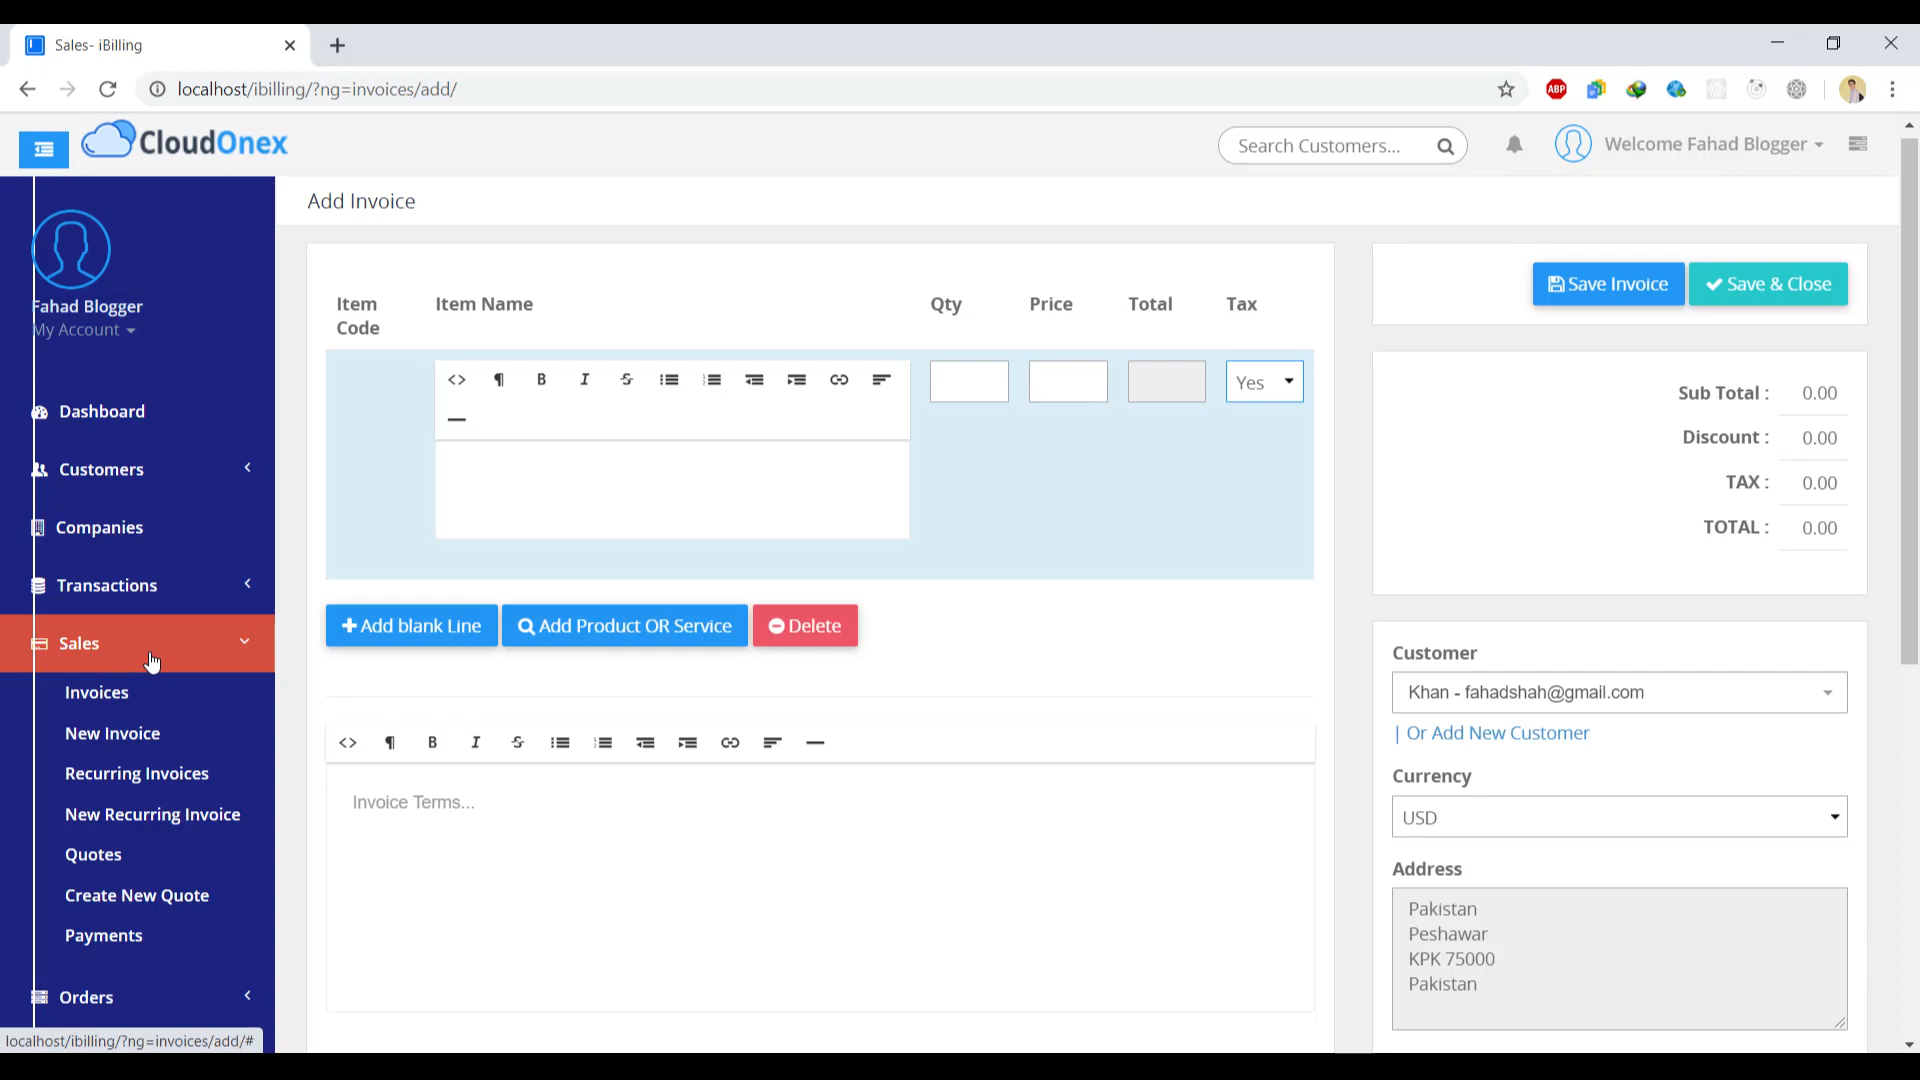 Sales- iBilling
localhost/ibilling/?ng=invoices/add/
ABP
CloudOnex
Search Customers...
Welcome Fahad Blogger
Add Invoice
Fahad Blogger
My Account
Dashboard
Customers
Companies
Transactions
Sales
Invoices
New Invoice
Recurring Invoices
New Recurring Invoice
Quotes
Create New Quote
Payments
Orders
localhost/ibilling/?ng=invoices/add/#
Item Code
Item Name
Qty
Price
Total
Tax
Yes
Add blank Line
Add Product OR Service
Delete
Invoice Terms...
Save Invoice
Save & Close
Sub Total : 0.00
Discount : 0.00
TAX : 0.00
TOTAL : 0.00
Customer
Khan - fahadshah@gmail.com
| Or Add New Customer
Currency
USD
Address
Pakistan
Peshawar
KPK 75000
Pakistan